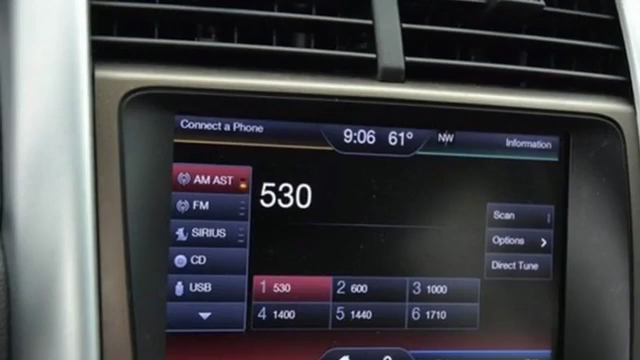 Connect a Phone
9:06 61° NW
Information
AM AST
FM
SIRIUS
CD
USB
530
Scan
Options
Direct Tune
1 530 2 600 3 1000
4 1400 5 1440 6 1710